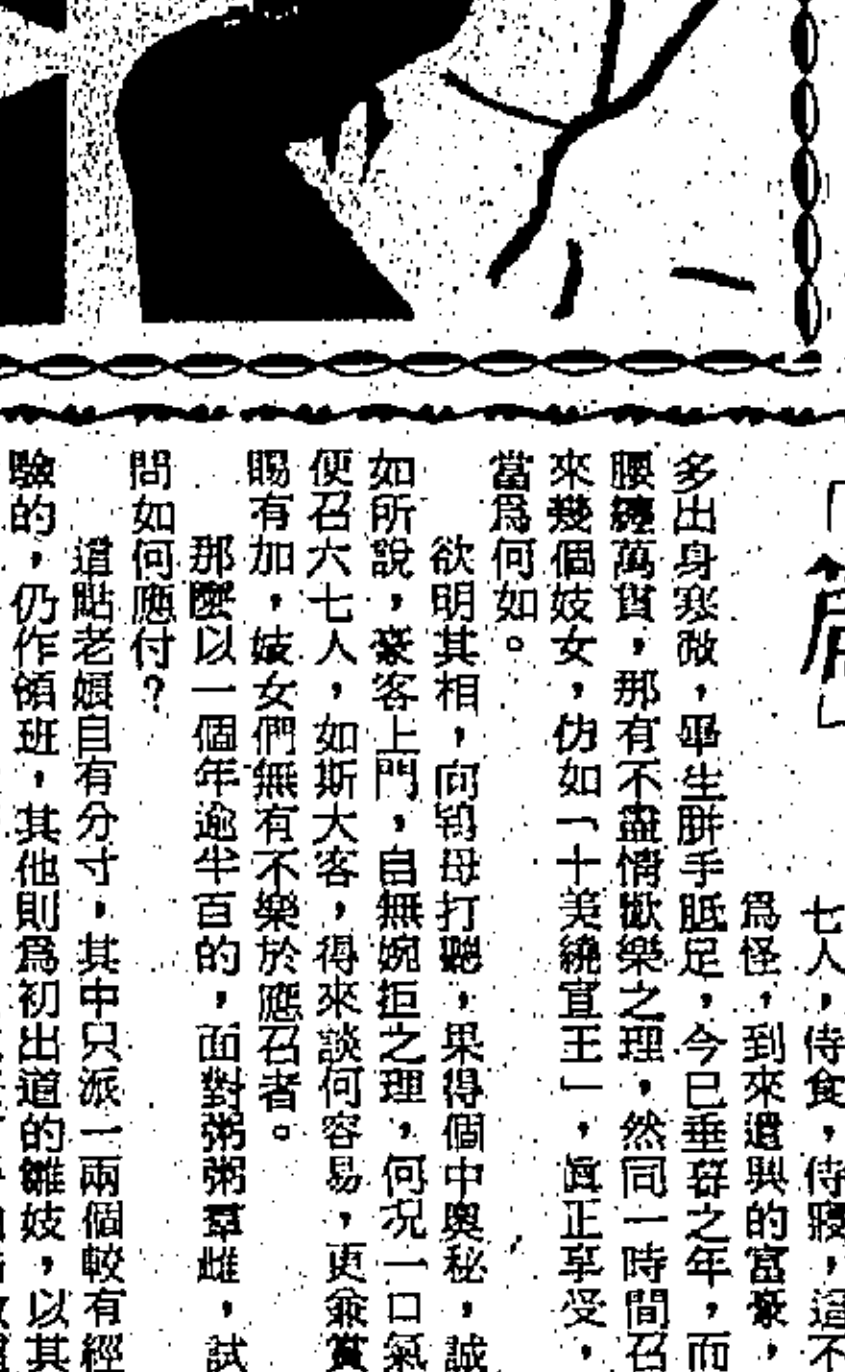 七人，侍食，侍寢，這不
爲怪，到來遣興的富豪，
多出身寒微，畢生胼手胝足，今已垂暮之年，而
腰纏萬貫，那有不盡情歡樂之理，然同一時間召
來幾個妓女，仿如「十美繞宣王」，眞正享受，
當爲何如。
欲明其相，向鸨母打聽，果得個中奧秘，誠
如所說，豪客上門，自無婉拒之理，何況一口氣
便召六七人，如斯大客，得來談何容易，更兼賞
賜有加，妓女們無有不樂於應召者。
那麽以一個年逾半百的，面對粥粥羣雌，試
問如何應付？
這點老娘自有分寸，其中只派一兩個較有經
驗的，仍作領班，其他則爲初出道的雛妓，以其